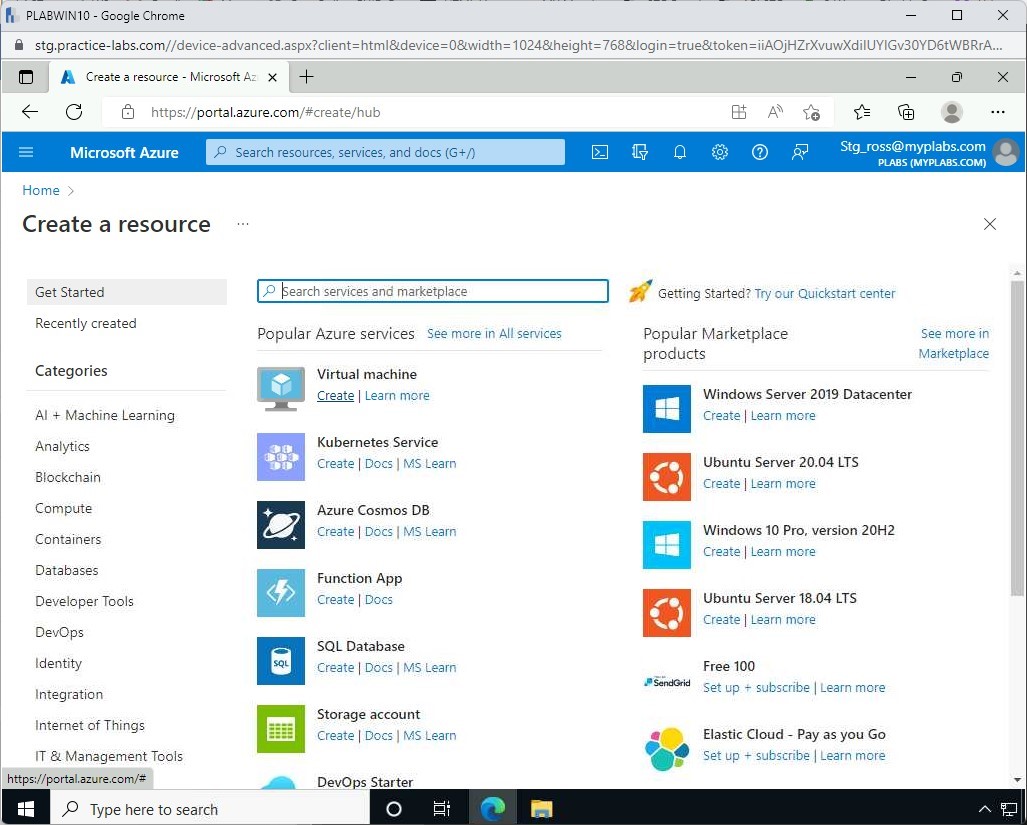 PLABWIN10 - Google Chrome
stg.practice-labs.com//device-advanced.aspx?client=html&device=0&width=1024&height=768&login=true&token=iiAOjHZrXvuwXdiIUYIGv30YD6tWBRrA...
Create a resource - Microsoft Az
https://portal.azure.com/#create/hub
Microsoft Azure
Search resources, services, and docs (G+/)
Stg_ross@myplabs.com
PLABS (MYPLABS.COM)
Home >
Create a resource ...
Get Started
Recently created
Categories
AI + Machine Learning
Analytics
Blockchain
Compute
Containers
Databases
Developer Tools
DevOps
Identity
Integration
Internet of Things
IT & Management Tools
Search services and marketplace
Getting Started? Try our Quickstart center
Popular Azure services See more in All services
Virtual machine
Create | Learn more
Kubernetes Service
Create | Docs | MS Learn
Azure Cosmos DB
Create | Docs | MS Learn
Function App
Create | Docs
SQL
SQL Database
Create | Docs | MS Learn
Storage account
Create | Docs | MS Learn
DevOps Starter
Popular Marketplace
products
See more in
Marketplace
Windows Server 2019 Datacenter
Create | Learn more
Ubuntu Server 20.04 LTS
Create | Learn more
Windows 10 Pro, version 20H2
Create | Learn more
Ubuntu Server 18.04 LTS
Create | Learn more
SendGrid
Free 100
Set up + subscribe | Learn more
Elastic Cloud - Pay as you Go
Set up + subscribe | Learn more
https://portal.azure.com/#
Type here to search